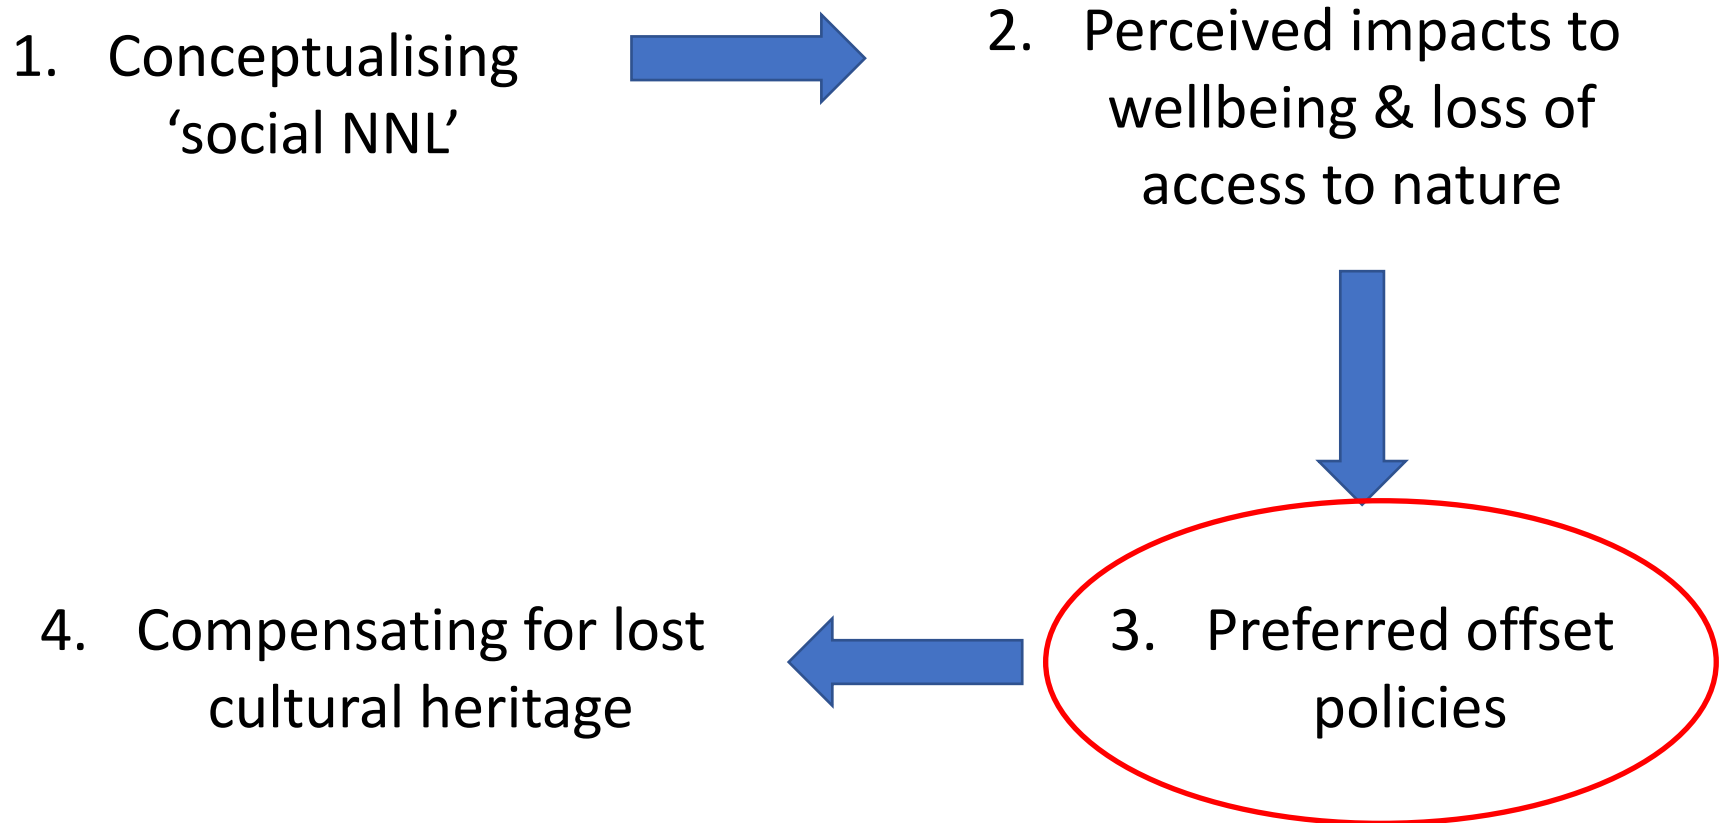 1. Conceptualising
‘social NNL’
2. Perceived impacts to
wellbeing & loss of
access to nature
3. Preferred offset
policies
4. Compensating for lost
cultural heritage